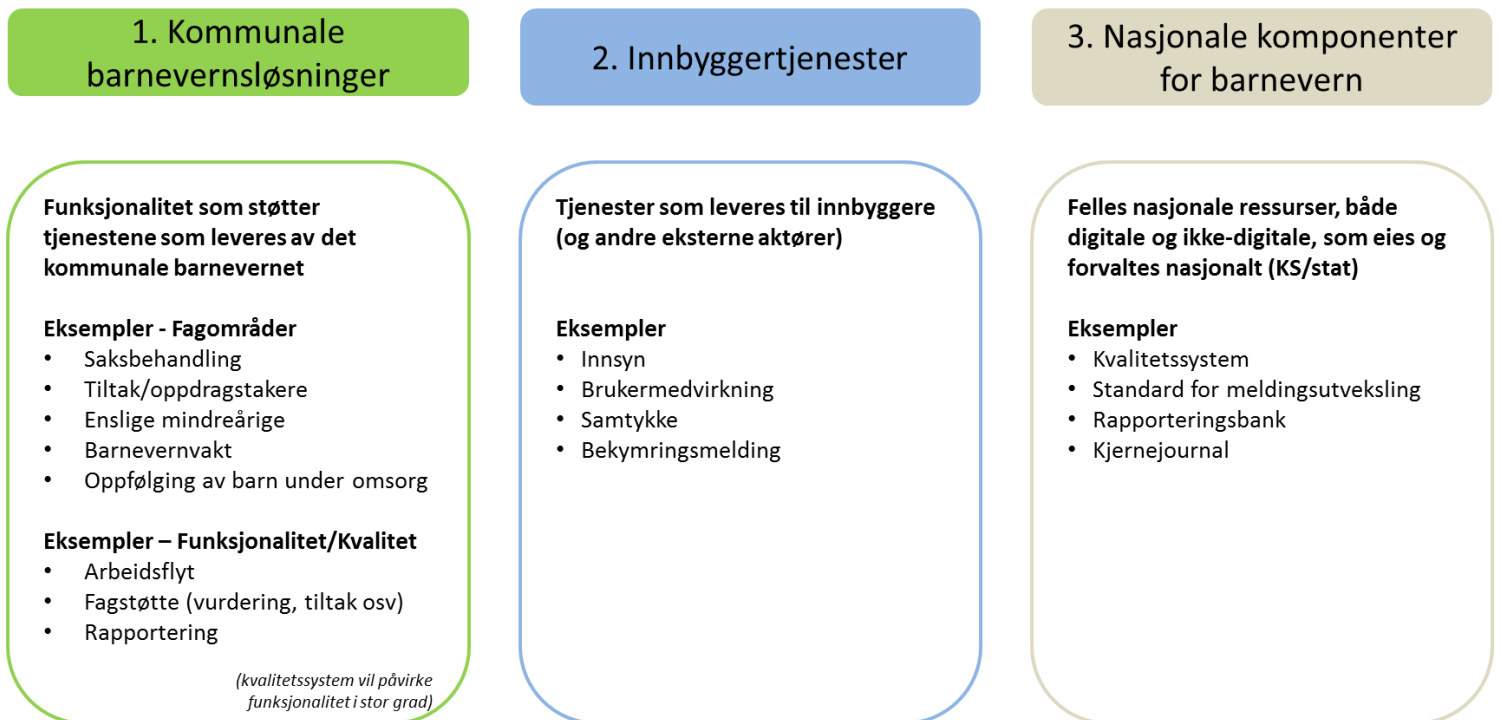 1. Kommunale
barnevernsløsninger
Funksjonalitet som støtter
tjenestene som leveres av det
kommunale barnevernet
Eksempler - Fagområder
• Saksbehandling
• Tiltak/oppdragstakere
• Enslige mindreårige
• Barnevernvakt
• Oppfølging av barn under omsorg
Eksempler – Funksjonalitet/Kvalitet
• Arbeidsflyt
• Fagstøtte (vurdering, tiltak osv)
• Rapportering
(kvalitetssystem vil påvirke
funksjonalitet i stor grad)
2. Innbyggertjenester
Tjenester som leveres til innbyggere
(og andre eksterne aktører)
Eksempler
• Innsyn
• Brukermedvirkning
• Samtykke
• Bekymringsmelding
3. Nasjonale komponenter
for barnevern
Felles nasjonale ressurser, både
digitale og ikke-digitale, som eies og
forvaltes nasjonalt (KS/stat)
Eksempler
• Kvalitetssystem
• Standard for meldingsutveksling
• Rapporteringsbank
• Kjernejournal